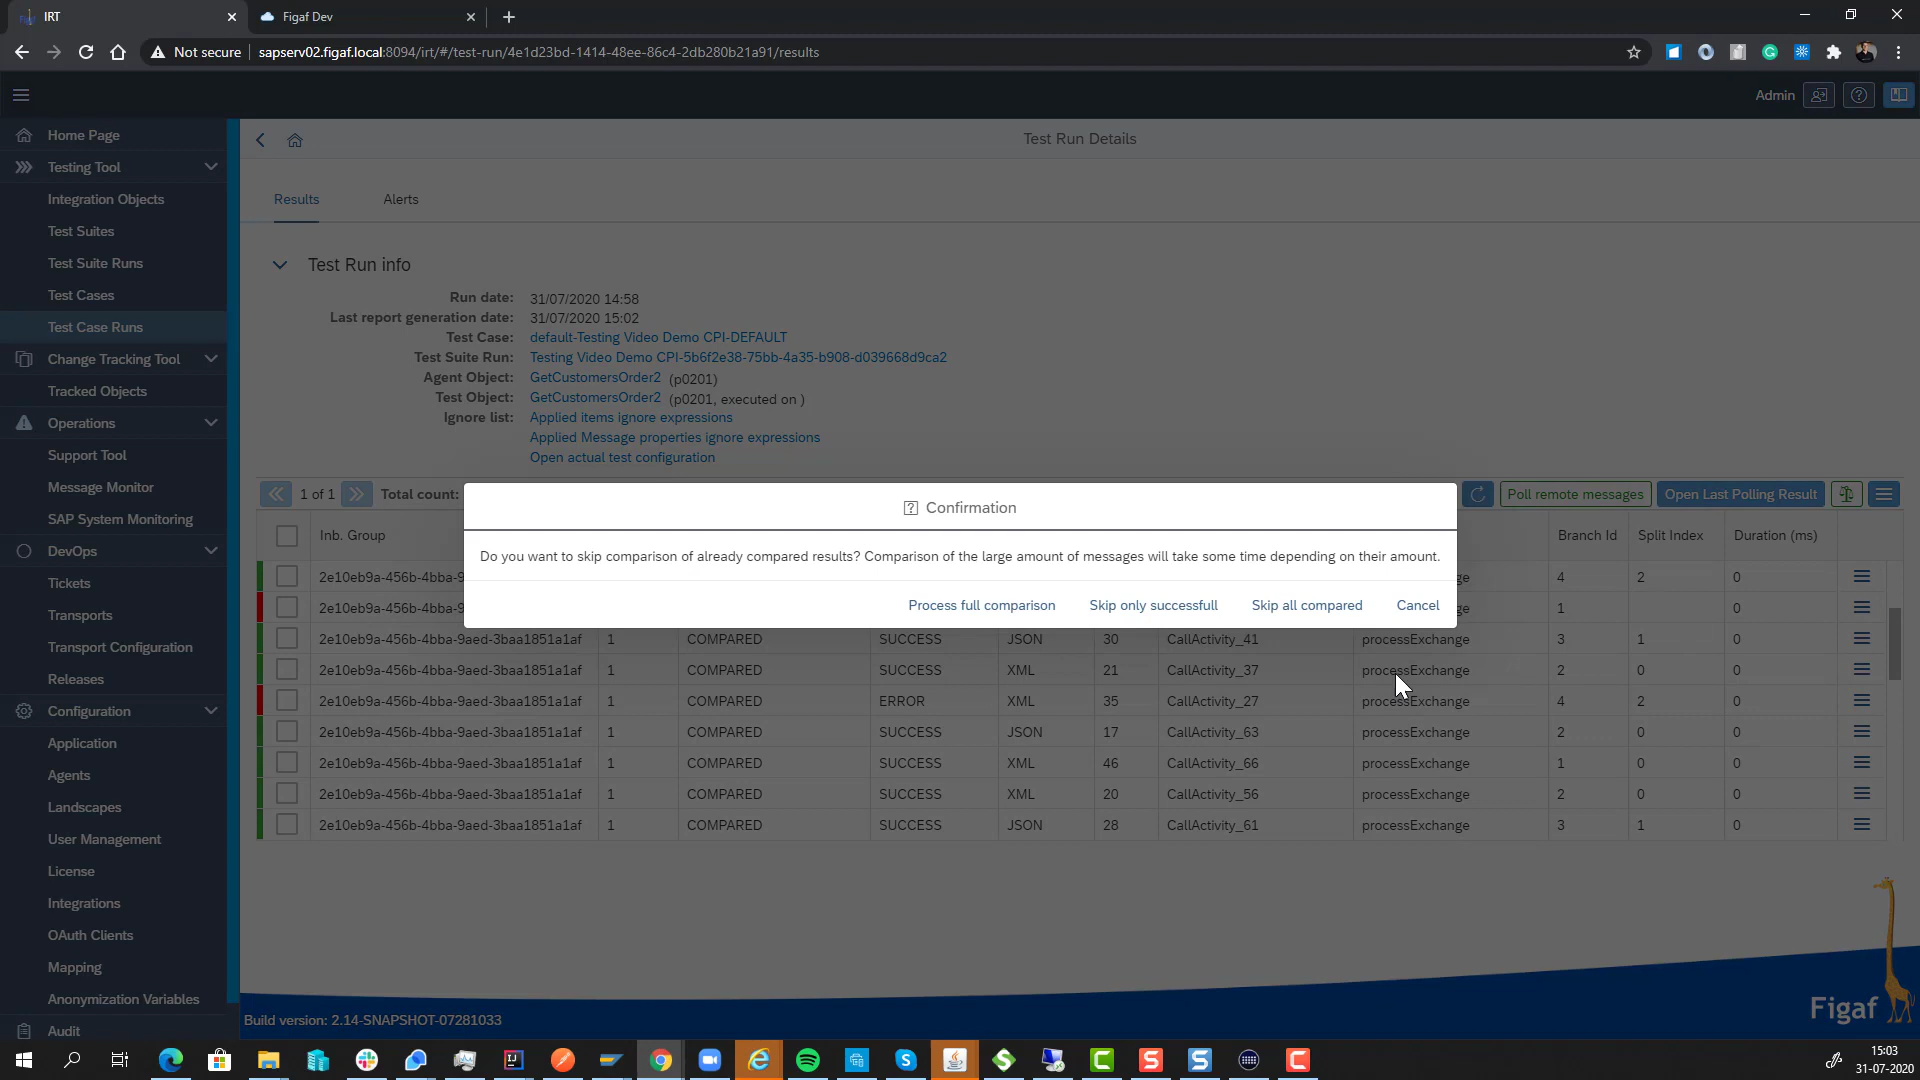 IRT
Figaf Dev
Not secure
sapserv02.figaf.local:8094/irt/#/test-run/4e1d23bd-1414-48ee-86c4-2db280b21a91/results
Admin
Home Page
Testing Tool
Integration Objects
Test Suites
Test Suite Runs
Test Cases
Test Case Runs
Change Tracking Tool
Tracked Objects
Operations
Support Tool
Message Monitor
SAP System Monitoring
DevOps
Tickets
Transports
Transport Configuration
Releases
Configuration
Application
Agents
Landscapes
User Management
License
Integrations
OAuth Clients
Mapping
Anonymization Variables
Audit
Test Run Details
Results Alerts
Test Run info
Run date: 31/07/2020 14:58
Last report generation date: 31/07/2020 15:02
Test Case: default-Testing Video Demo CPI-DEFAULT
Test Suite Run: Testing Video Demo CPI-5b6f2e38-75bb-4a35-b908-d039668d9ca2
Agent Object: GetCustomersOrder2 (p0201)
Test Object: GetCustomersOrder2 (p0201, executed on )
Ignore list: Applied items ignore expressions
Applied Message properties ignore expressions
Open actual test configuration
1 of 1 Total count: Poll remote messages Open Last Polling Result
Inb. Group Branch Id Split Index Duration (ms)
2e10eb9a-456b-4bba-9 ge 4 2 0
2e10eb9a-456b-4bba-9 ge 1 0
2e10eb9a-456b-4bba-9aed-3baa1851a1af 1 COMPARED SUCCESS JSON 30 CallActivity_41 processExchange 3 1 0
2e10eb9a-456b-4bba-9aed-3baa1851a1af 1 COMPARED SUCCESS XML 21 CallActivity_37 processExchange 2 0 0
2e10eb9a-456b-4bba-9aed-3baa1851a1af 1 COMPARED ERROR XML 35 CallActivity_27 processExchange 4 2 0
2e10eb9a-456b-4bba-9aed-3baa1851a1af 1 COMPARED SUCCESS JSON 17 CallActivity_63 processExchange 2 0 0
2e10eb9a-456b-4bba-9aed-3baa1851a1af 1 COMPARED SUCCESS XML 46 CallActivity_66 processExchange 1 0 0
2e10eb9a-456b-4bba-9aed-3baa1851a1af 1 COMPARED SUCCESS XML 20 CallActivity_56 processExchange 2 0 0
2e10eb9a-456b-4bba-9aed-3baa1851a1af 1 COMPARED SUCCESS JSON 28 CallActivity_61 processExchange 3 1 0
Confirmation
Do you want to skip comparison of already compared results? Comparison of the large amount of messages will take some time depending on their amount.
Process full comparison Skip only successfull Skip all compared Cancel
Figaf
Build version: 2.14-SNAPSHOT-07281033
15:03
31-07-2020